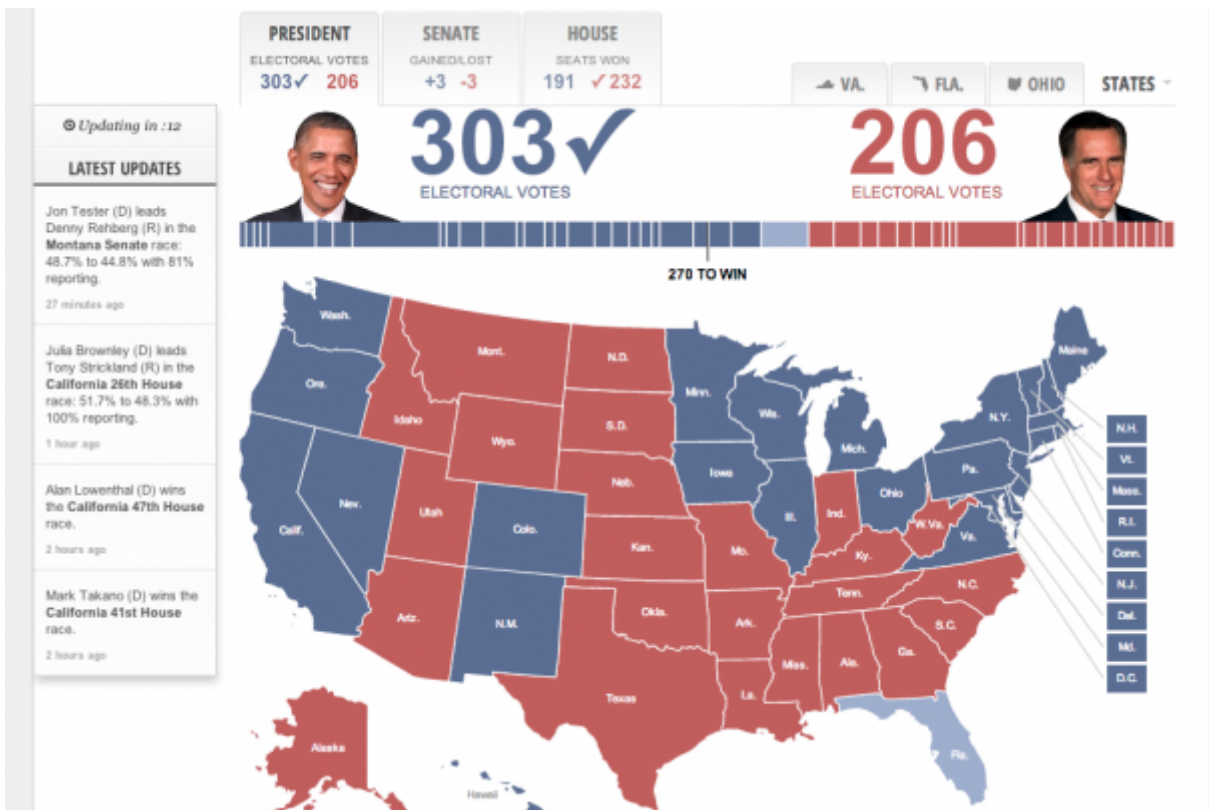 PRESIDENT
ELECTORAL VOTES
303✓ 206
SENATE
GAINED/LOST
+3 -3
HOUSE
SEATS WON
191 ✓232
VA.
FLA.
OHIO
STATES
Updating in :12
LATEST UPDATES
Jon Tester (D) leads
Denny Rehberg (R) in the
Montana Senate race:
48.7% to 44.8% with 81%
reporting.
27 minutes ago
Julia Brownley (D) leads
Tony Strickland (R) in the
California 26th House
race: 51.7% to 48.3% with
100% reporting.
1 hour ago
Alan Lowenthal (D) wins
the California 47th House
race.
2 hours ago
Mark Takano (D) wins the
California 41st House
race.
2 hours ago
303✓
ELECTORAL VOTES
206
ELECTORAL VOTES
270 TO WIN
Wash.
Ore.
Calif.
Nev.
Idaho
Mont.
Wyo.
Utah
Ariz.
Colo.
N.M.
N.D.
S.D.
Neb.
Kan.
Okla.
Texas
Minn.
Iowa
Mo.
Ark.
La.
Wis.
Ill.
Mich.
Ind.
Ohio
Ky.
Tenn.
Miss.
Ala.
Ga.
Fla.
S.C.
N.C.
Va.
W.Va.
Pa.
N.Y.
Maine
N.H.
Vt.
Mass.
R.I.
Conn.
N.J.
Del.
Md.
D.C.
Alaska
Hawaii